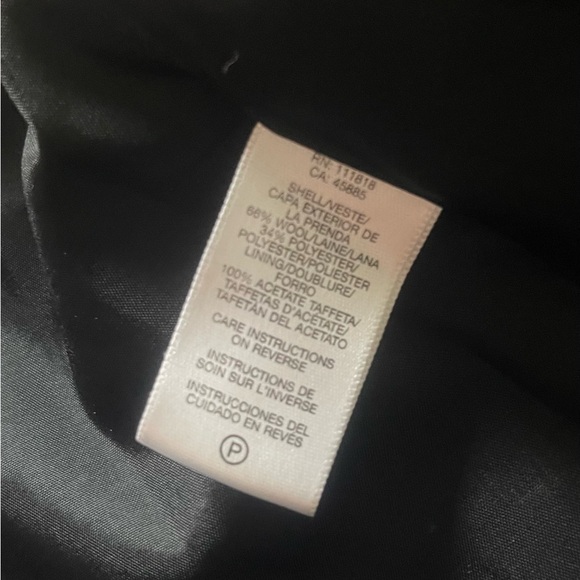 RN: 111818
CA: 45885
SHELL/VESTE/
CAPA EXTERIOR DE
LA PRENDA
66% WOOL/LAINE/LANA
34% POLYESTER/
POLYESTER/POLIESTER
LINING/DOUBLURE/
FORRO
100% ACETATE TAFFETA/
TAFFETAS D'ACÉTATE/
TAFETÁN DEL ACETATO
CARE INSTRUCTIONS
ON REVERSE
INSTRUCTIONS DE
SOIN SUR L'INVERSE
INSTRUCCIONES DEL
CUIDADO EN REVÉS
P